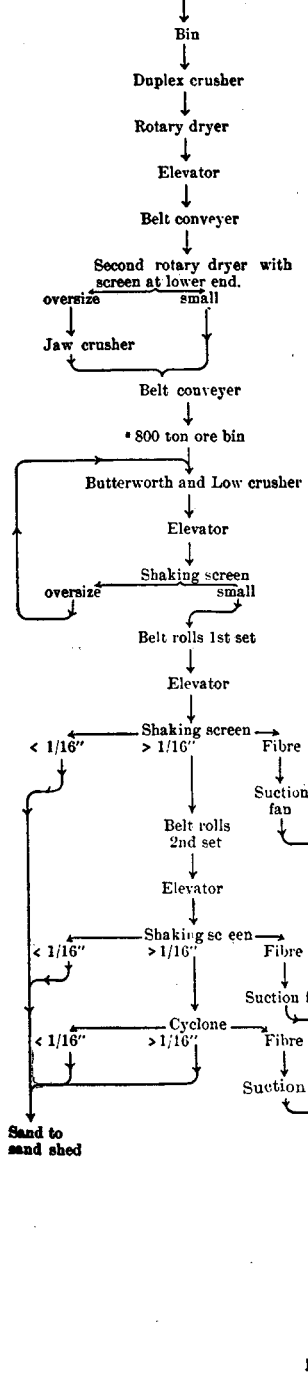 Bin
Duplex crusher
Rotary dryer
Elevator
Belt conveyer
Second rotary dryer with
screen at lower end.
oversize small
Jaw crusher
Belt conveyer
800 ton ore bin
Butterworth and Low crusher
Elevator
Shaking screen
oversize small
Belt rolls 1st set
Elevator
Shaking screen
< 1/16″ > 1/16″ Fibre
Suction
fan
Belt rolls
2nd set
Elevator
Shaking sc een
< 1/16″ >1/16″ Fibre
Suction f
Cyclone
< 1/16″ >1/16″ Fibre
Suction
Sand to
sand shed